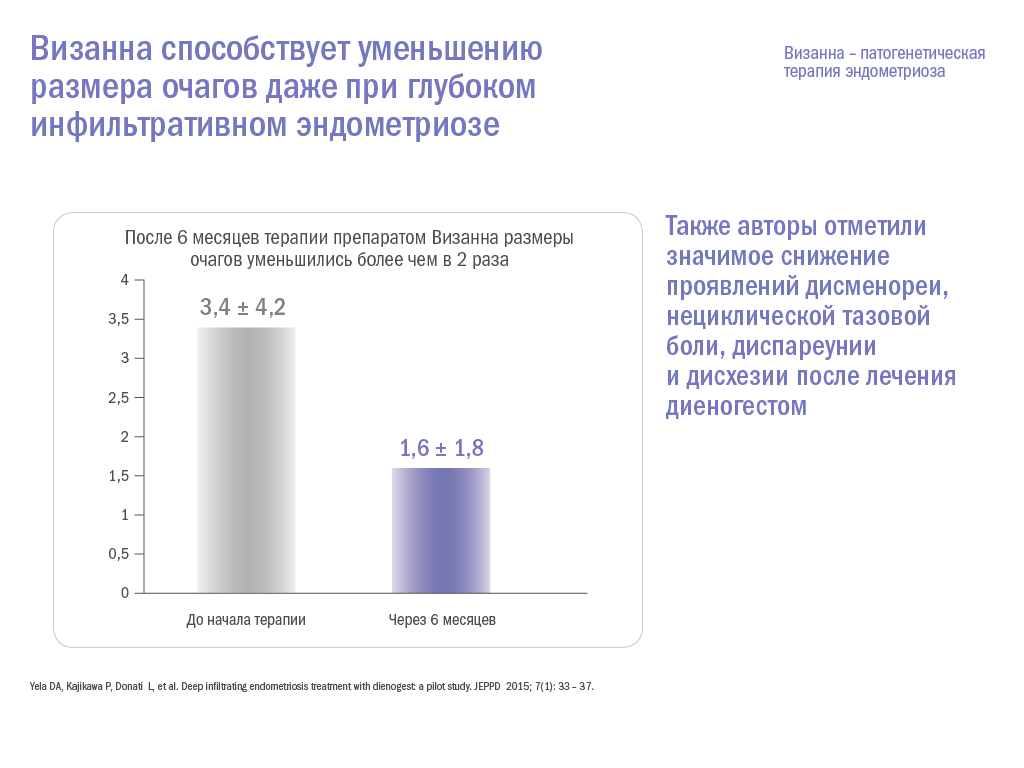 Визанна способствует уменьшению
размера очагов даже при глубоком
инфильтративном эндометриозе
Визанна – патогенетическая
терапия эндометриоза
После 6 месяцев терапии препаратом Визанна размеры
очагов уменьшились более чем в 2 раза
4
3,5
3
2,5
2
1,5
1
0,5
0
3,4 ± 4,2
1,6 ± 1,8
До начала терапии
Через 6 месяцев
Также авторы отметили
значимое снижение
проявлений дисменореи,
нециклической тазовой
боли, диспареунии
и дисхезии после лечения
диеногестом
Yela DA, Kajikawa P, Donati L, et al. Deep infiltrating endometriosis treatment with dienogest: a pilot study. JEPPD 2015; 7(1): 33 – 37.